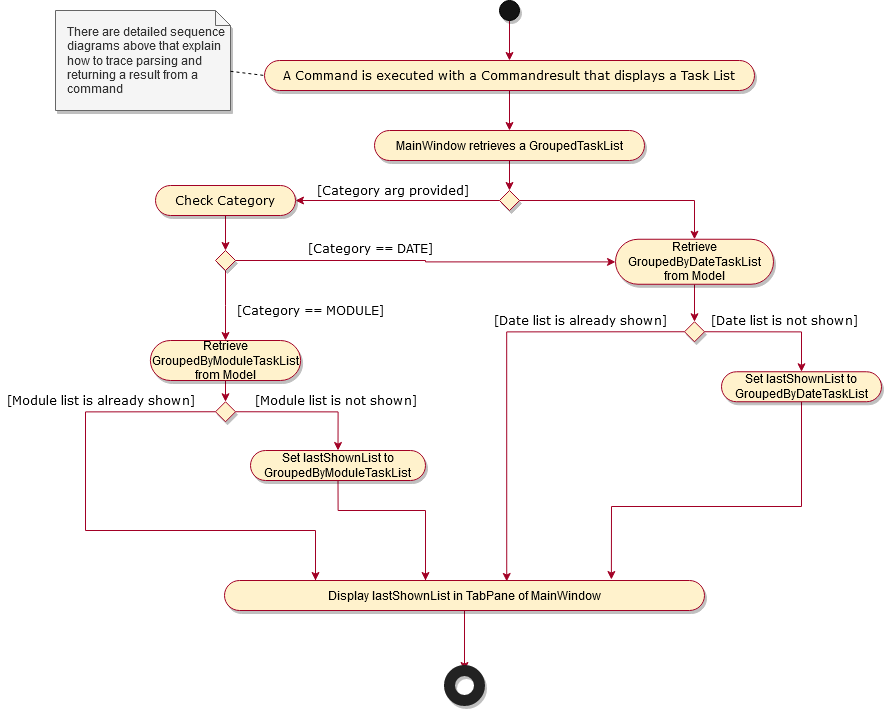 There are detailed sequence
diagrams above that explain
how to trace parsing and
returning a result from a
command
A Command is executed with a Commandresult that displays a Task List
MainWindow retrieves a GroupedTaskList
[Category arg provided]
Check Category
[Category == DATE]
Retrieve
GroupedByDateTaskList
from Model
[Category == MODULE]
[Date list is already shown]
[Date list is not shown]
Retrieve
GroupedByModuleTaskList
from Model
Set lastShownList to
GroupedByDateTaskList
[Module list is already shown]
[Module list is not shown]
Set lastShownList to
GroupedByModuleTaskList
Display lastShownList in TabPane of MainWindow